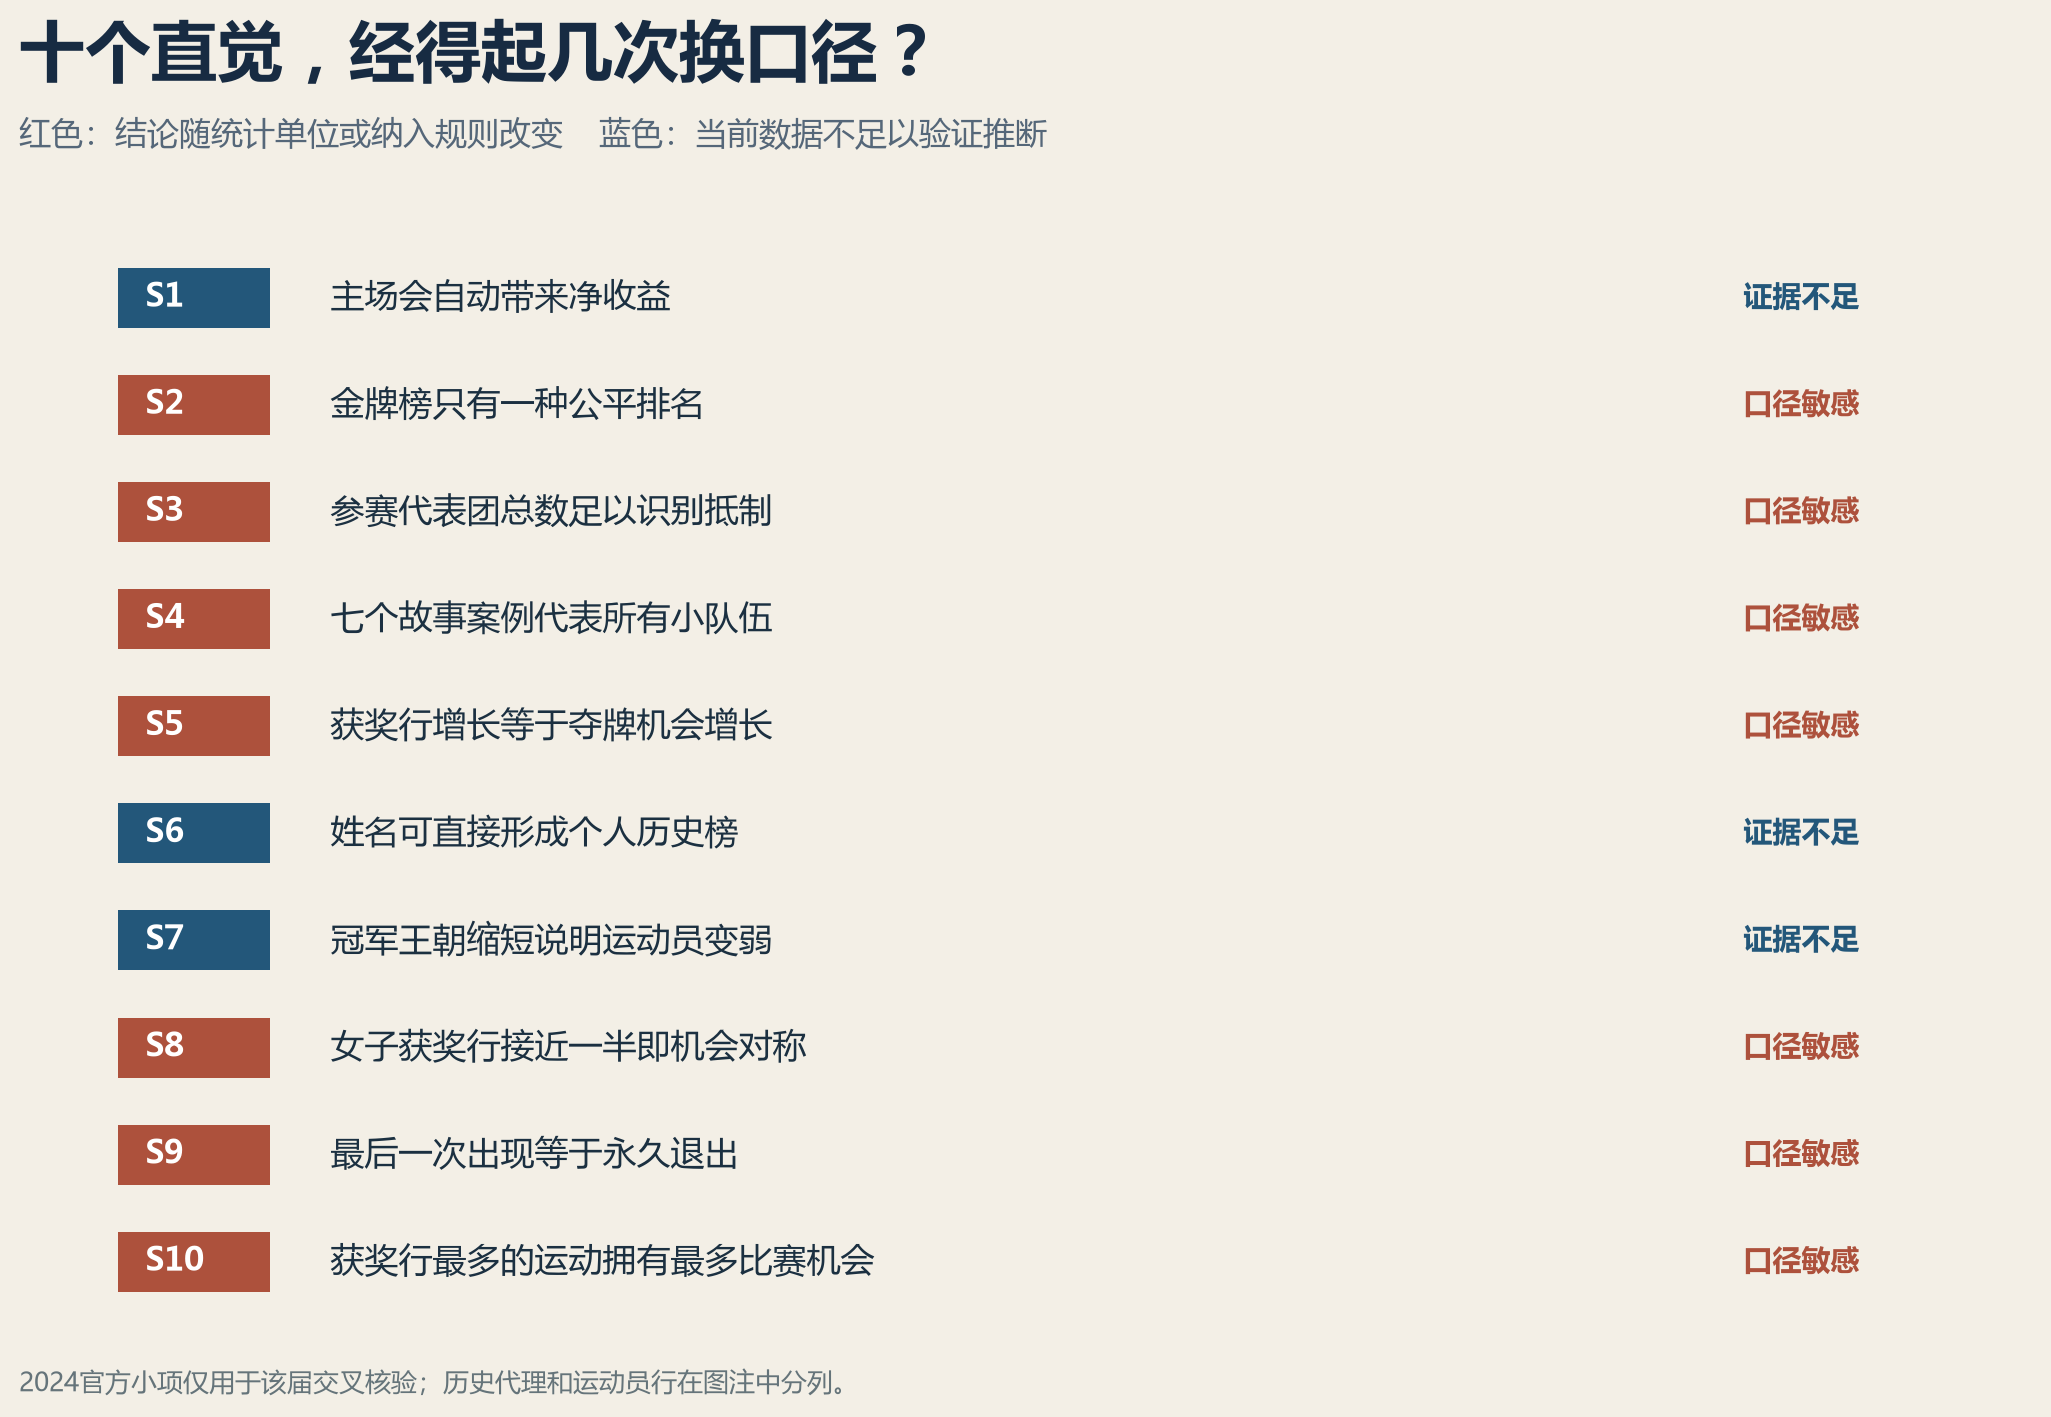 十个直觉，经得起几次换口径？
红色：结论随统计单位或纳入规则改变 蓝色：当前数据不足以验证推断
S1 主场会自动带来净收益 证据不足
S2 金牌榜只有一种公平排名 口径敏感
S3 参赛代表团总数足以识别抵制 口径敏感
S4 七个故事案例代表所有小队伍 口径敏感
S5 获奖行增长等于夺牌机会增长 口径敏感
S6 姓名可直接形成个人历史榜 证据不足
S7 冠军王朝缩短说明运动员变弱 证据不足
S8 女子获奖行接近一半即机会对称 口径敏感
S9 最后一次出现等于永久退出 口径敏感
S10 获奖行最多的运动拥有最多比赛机会 口径敏感
2024官方小项仅用于该届交叉核验；历史代理和运动员行在图注中分列。